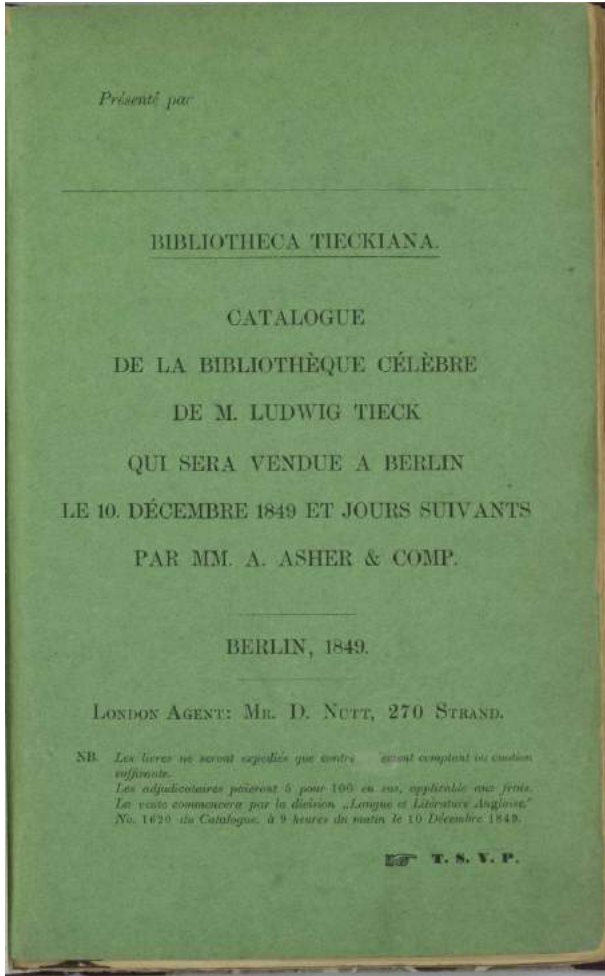 Présenté par
BIBLIOTHECA TIECKIANA.
CATALOGUE
DE LA BIBLIOTHÈQUE CÉLÈBRE
DE M. LUDWIG TIECK
QUI SERA VENDUE A BERLIN
LE 10. DÉCEMBRE 1849 ET JOURS SUIVANTS
PAR MM. A. ASHER & COMP.
BERLIN, 1849.
LONDON AGENT: MR. D. NUTT, 270 STRAND.
NB. Les livres ne seront expediés que contre comptant ou caution
suffisante.
Les adjudicataires paieront 5 pour 100 en sus, applicable aux frais.
La vente commencera par la division „Langue et Litérature Anglaise,"
No. 1620 du Catalogue, à 9 heures du matin le 10 Décembre 1849.
☞ T. S. V. P.